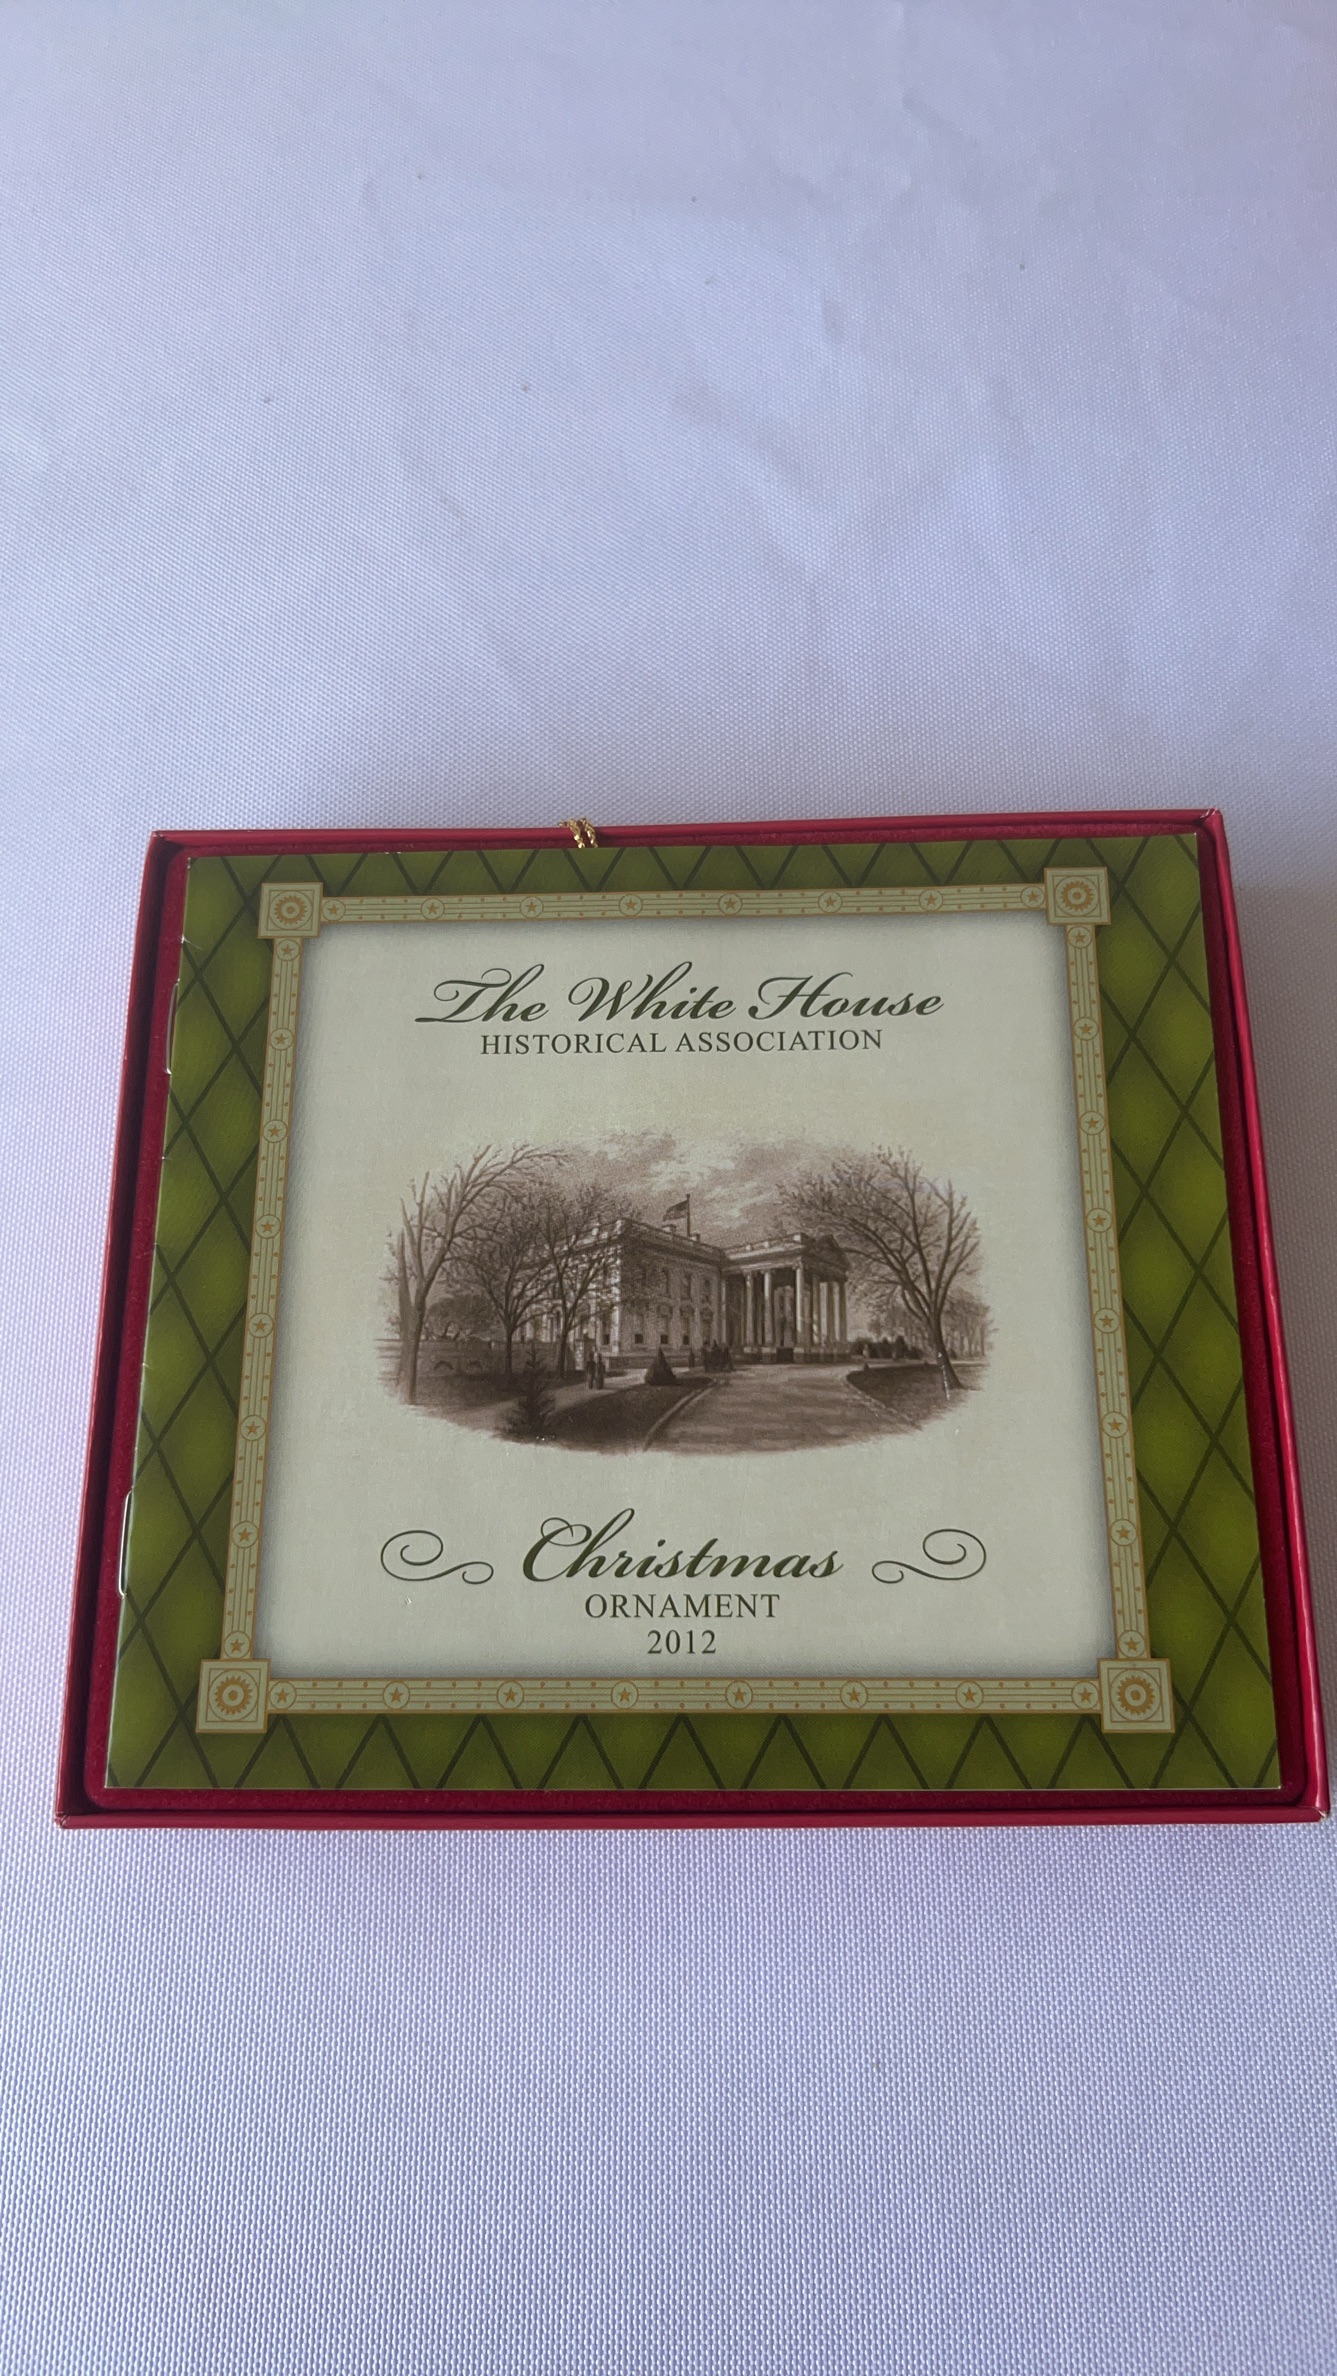 The White House
HISTORICAL ASSOCIATION
Christmas
ORNAMENT
2012